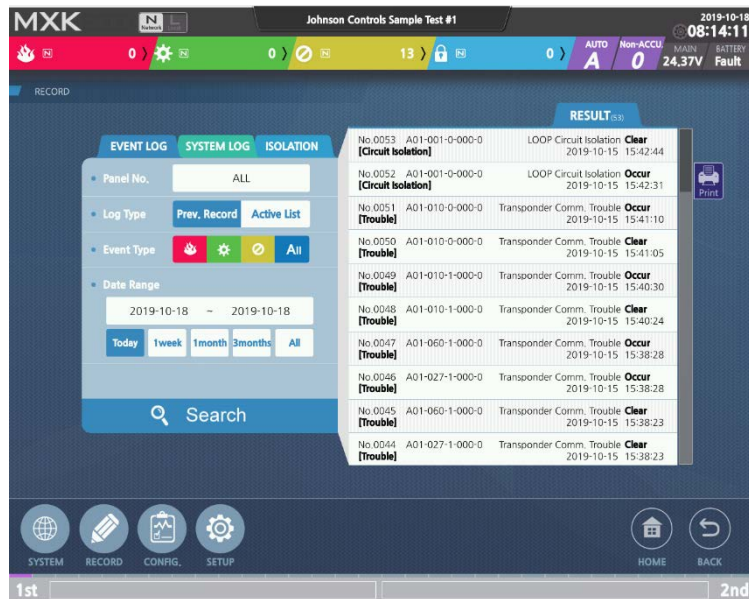 MXK
N Network
L Local
Johnson Controls Sample Test #1
2019-10-18
08:14:11
N 0
N 0
N 13
N 0
AUTO A
Non-ACCU. 0
MAIN 24.37V
BATTERY Fault
RECORD
EVENT LOG SYSTEM LOG ISOLATION
Panel No. ALL
Log Type Prev. Record Active List
Event Type All
Date Range
2019-10-18 ~ 2019-10-18
Today 1week 1month 3months All
Search
RESULT(53)
No.0053 A01-001-0-000-0 LOOP Circuit Isolation Clear
[Circuit Isolation] 2019-10-15 15:42:44
No.0052 A01-001-0-000-0 LOOP Circuit Isolation Occur
[Circuit Isolation] 2019-10-15 15:42:31
No.0051 A01-010-0-000-0 Transponder Comm. Trouble Occur
[Trouble] 2019-10-15 15:41:10
No.0050 A01-010-0-000-0 Transponder Comm. Trouble Clear
[Trouble] 2019-10-15 15:41:05
No.0049 A01-010-1-000-0 Transponder Comm. Trouble Occur
[Trouble] 2019-10-15 15:40:30
No.0048 A01-010-1-000-0 Transponder Comm. Trouble Clear
[Trouble] 2019-10-15 15:40:24
No.0047 A01-060-1-000-0 Transponder Comm. Trouble Occur
[Trouble] 2019-10-15 15:38:28
No.0046 A01-027-1-000-0 Transponder Comm. Trouble Occur
[Trouble] 2019-10-15 15:38:28
No.0045 A01-060-1-000-0 Transponder Comm. Trouble Clear
[Trouble] 2019-10-15 15:38:23
No.0044 A01-027-1-000-0 Transponder Comm. Trouble Clear
[Trouble] 2019-10-15 15:38:23
Print
SYSTEM RECORD CONFIG. SETUP HOME BACK
1st 2nd